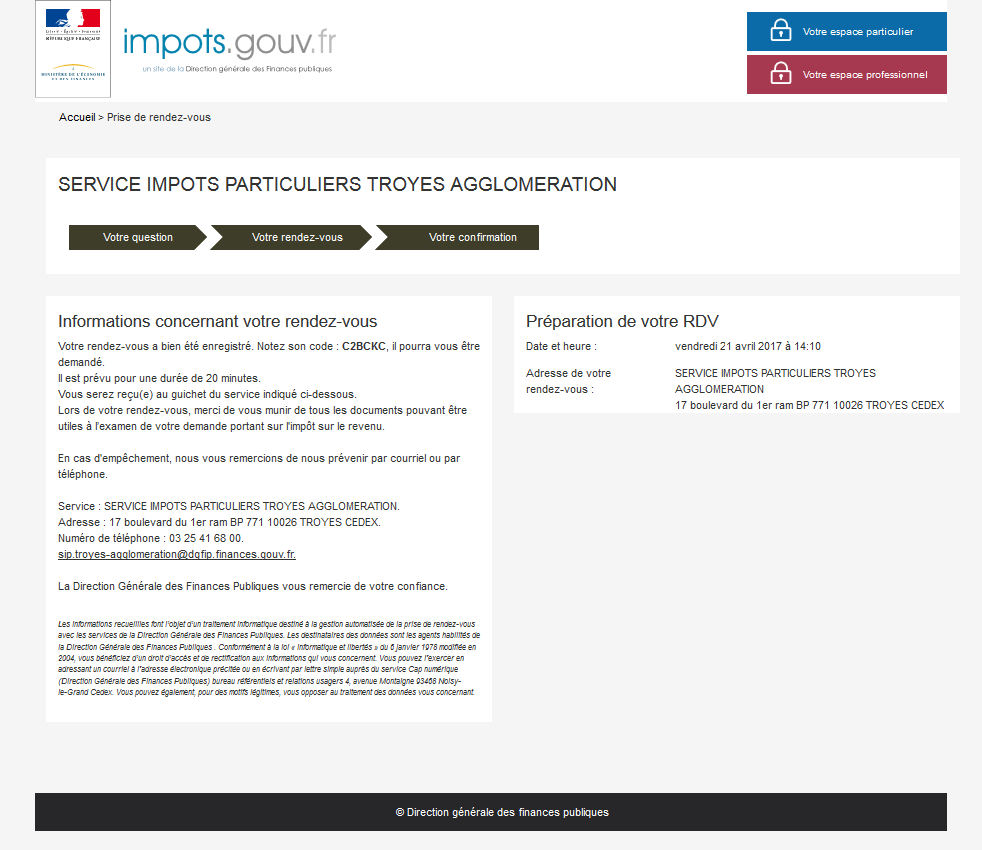 Liberté • Égalité • Fraternité
RÉPUBLIQUE FRANÇAISE
MINISTÈRE DE L'ÉCONOMIE
ET DES FINANCES
impots.gouv.fr
un site de la Direction générale des Finances publiques
Votre espace particulier
Votre espace professionnel
Accueil > Prise de rendez-vous
SERVICE IMPOTS PARTICULIERS TROYES AGGLOMERATION
Votre question
Votre rendez-vous
Votre confirmation
Informations concernant votre rendez-vous
Votre rendez-vous a bien été enregistré. Notez son code : C2BCKC, il pourra vous être
demandé.
Il est prévu pour une durée de 20 minutes.
Vous serez reçu(e) au guichet du service indiqué ci-dessous.
Lors de votre rendez-vous, merci de vous munir de tous les documents pouvant être
utiles à l'examen de votre demande portant sur l'impôt sur le revenu.
En cas d'empêchement, nous vous remercions de nous prévenir par courriel ou par
téléphone.
Service : SERVICE IMPOTS PARTICULIERS TROYES AGGLOMERATION.
Adresse : 17 boulevard du 1er ram BP 771 10026 TROYES CEDEX.
Numéro de téléphone : 03 25 41 68 00.
sip.troyes-agglomeration@dgfip.finances.gouv.fr.
La Direction Générale des Finances Publiques vous remercie de votre confiance.
Les informations recueillies font l'objet d'un traitement informatique destiné à la gestion automatisée de la prise de rendez-vous
avec les services de la Direction Générale des Finances Publiques. Les destinataires des données sont les agents habilités de
la Direction Générale des Finances Publiques . Conformément à la loi « informatique et libertés » du 6 janvier 1978 modifiée en
2004, vous bénéficiez d'un droit d'accès et de rectification aux informations qui vous concernent. Vous pouvez l'exercer en
adressant un courriel à l'adresse électronique précitée ou en écrivant par lettre simple auprès du service Cap numérique
(Direction Générale des Finances Publiques) bureau référentiels et relations usagers 4, avenue Montaigne 93468 Noisy-
le-Grand Cedex. Vous pouvez également, pour des motifs légitimes, vous opposer au traitement des données vous concernant.
Préparation de votre RDV
Date et heure : vendredi 21 avril 2017 à 14:10
Adresse de votre SERVICE IMPOTS PARTICULIERS TROYES
rendez-vous : AGGLOMERATION
17 boulevard du 1er ram BP 771 10026 TROYES CEDEX
© Direction générale des finances publiques